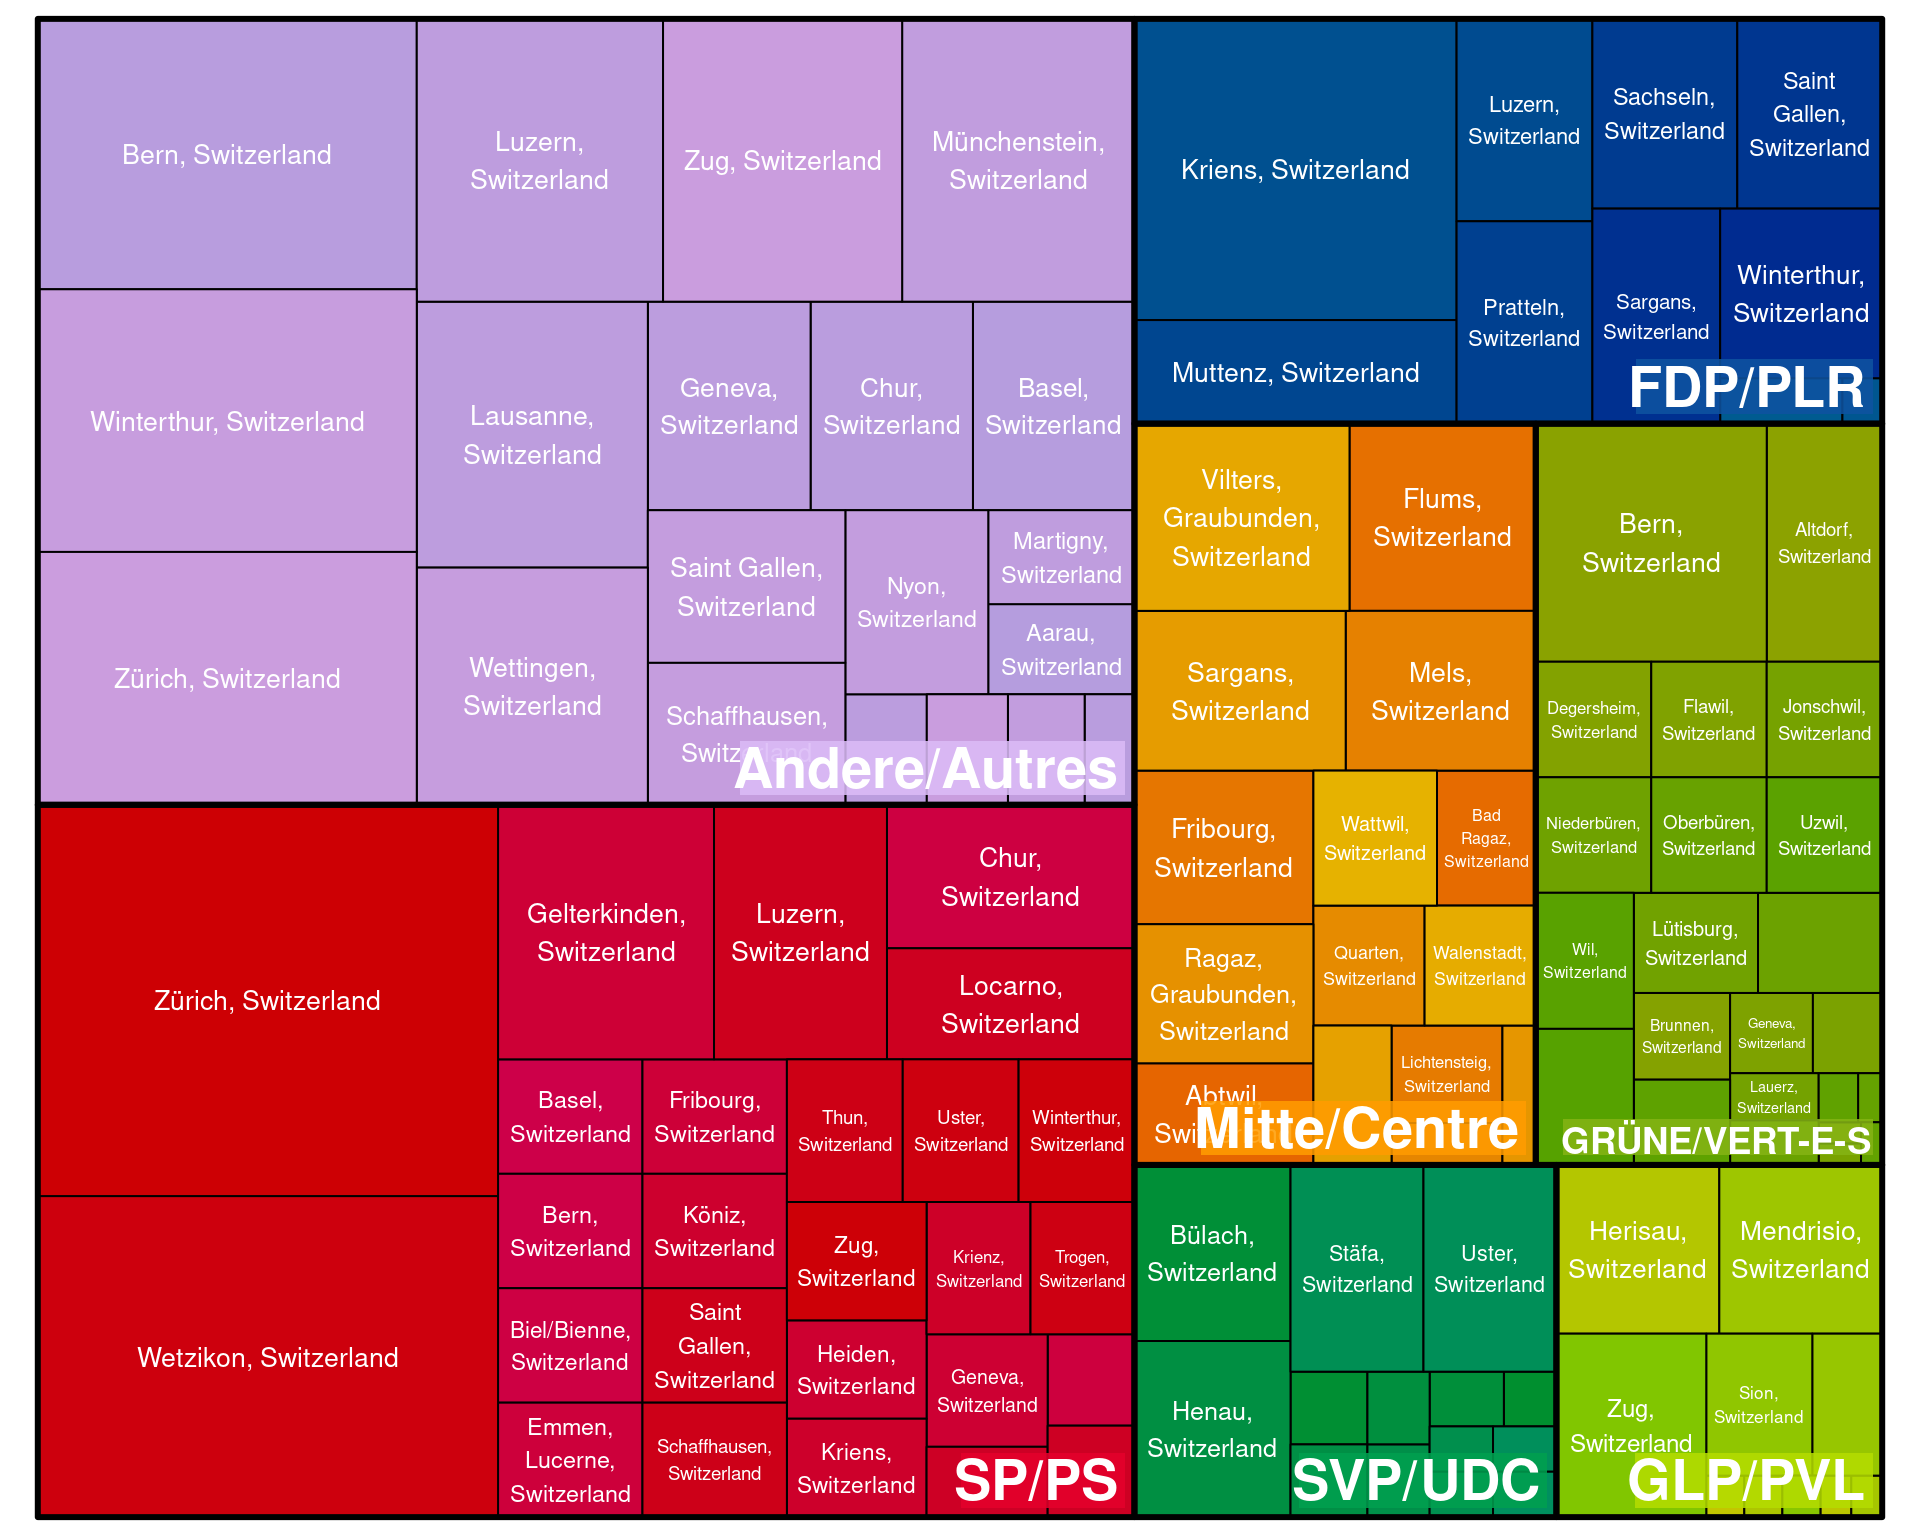 Bern, Switzerland
Luzern,
Switzerland
Zug, Switzerland
Münchenstein,
Switzerland
Winterthur, Switzerland
Zürich, Switzerland
Lausanne,
Switzerland
Wettingen,
Switzerland
Geneva,
Switzerland
Chur,
Switzerland
Basel,
Switzerland
Saint Gallen,
Switzerland
Nyon,
Switzerland
Martigny,
Switzerland
Aarau,
Switzerland
Schaffhausen,
Switzerland
Andere/Autres
Kriens, Switzerland
Muttenz, Switzerland
Luzern,
Switzerland
Pratteln,
Switzerland
Sachseln,
Switzerland
Saint
Gallen,
Switzerland
Sargans,
Switzerland
Winterthur,
Switzerland
FDP/PLR
Vilters,
Graubunden,
Switzerland
Flums,
Switzerland
Sargans,
Switzerland
Mels,
Switzerland
Fribourg,
Switzerland
Wattwil,
Switzerland
Bad
Ragaz,
Switzerland
Ragaz,
Graubunden,
Switzerland
Quarten,
Switzerland
Walenstadt,
Switzerland
Lichtensteig,
Switzerland
Abtwil,
Mitte/Centre
Bern,
Switzerland
Altdorf,
Switzerland
Degersheim,
Switzerland
Flawil,
Switzerland
Jonschwil,
Switzerland
Niederbüren,
Switzerland
Oberbüren,
Switzerland
Uzwil,
Switzerland
Wil,
Switzerland
Lütisburg,
Switzerland
Brunnen,
Switzerland
Geneva,
Switzerland
Lauerz,
Switzerland
GRÜNE/VERT-E-S
Zürich, Switzerland
Wetzikon, Switzerland
Gelterkinden,
Switzerland
Luzern,
Switzerland
Chur,
Switzerland
Locarno,
Switzerland
Basel,
Switzerland
Fribourg,
Switzerland
Thun,
Switzerland
Uster,
Switzerland
Winterthur,
Switzerland
Bern,
Switzerland
Köniz,
Switzerland
Zug,
Switzerland
Krienz,
Switzerland
Trogen,
Switzerland
Biel/Bienne,
Switzerland
Saint
Gallen,
Switzerland
Heiden,
Switzerland
Geneva,
Switzerland
Emmen,
Lucerne,
Switzerland
Schaffhausen,
Switzerland
Kriens,
Switzerland
SP/PS
Bülach,
Switzerland
Stäfa,
Switzerland
Uster,
Switzerland
Henau,
Switzerland
SVP/UDC
Herisau,
Switzerland
Mendrisio,
Switzerland
Zug,
Switzerland
Sion,
Switzerland
GLP/PVL